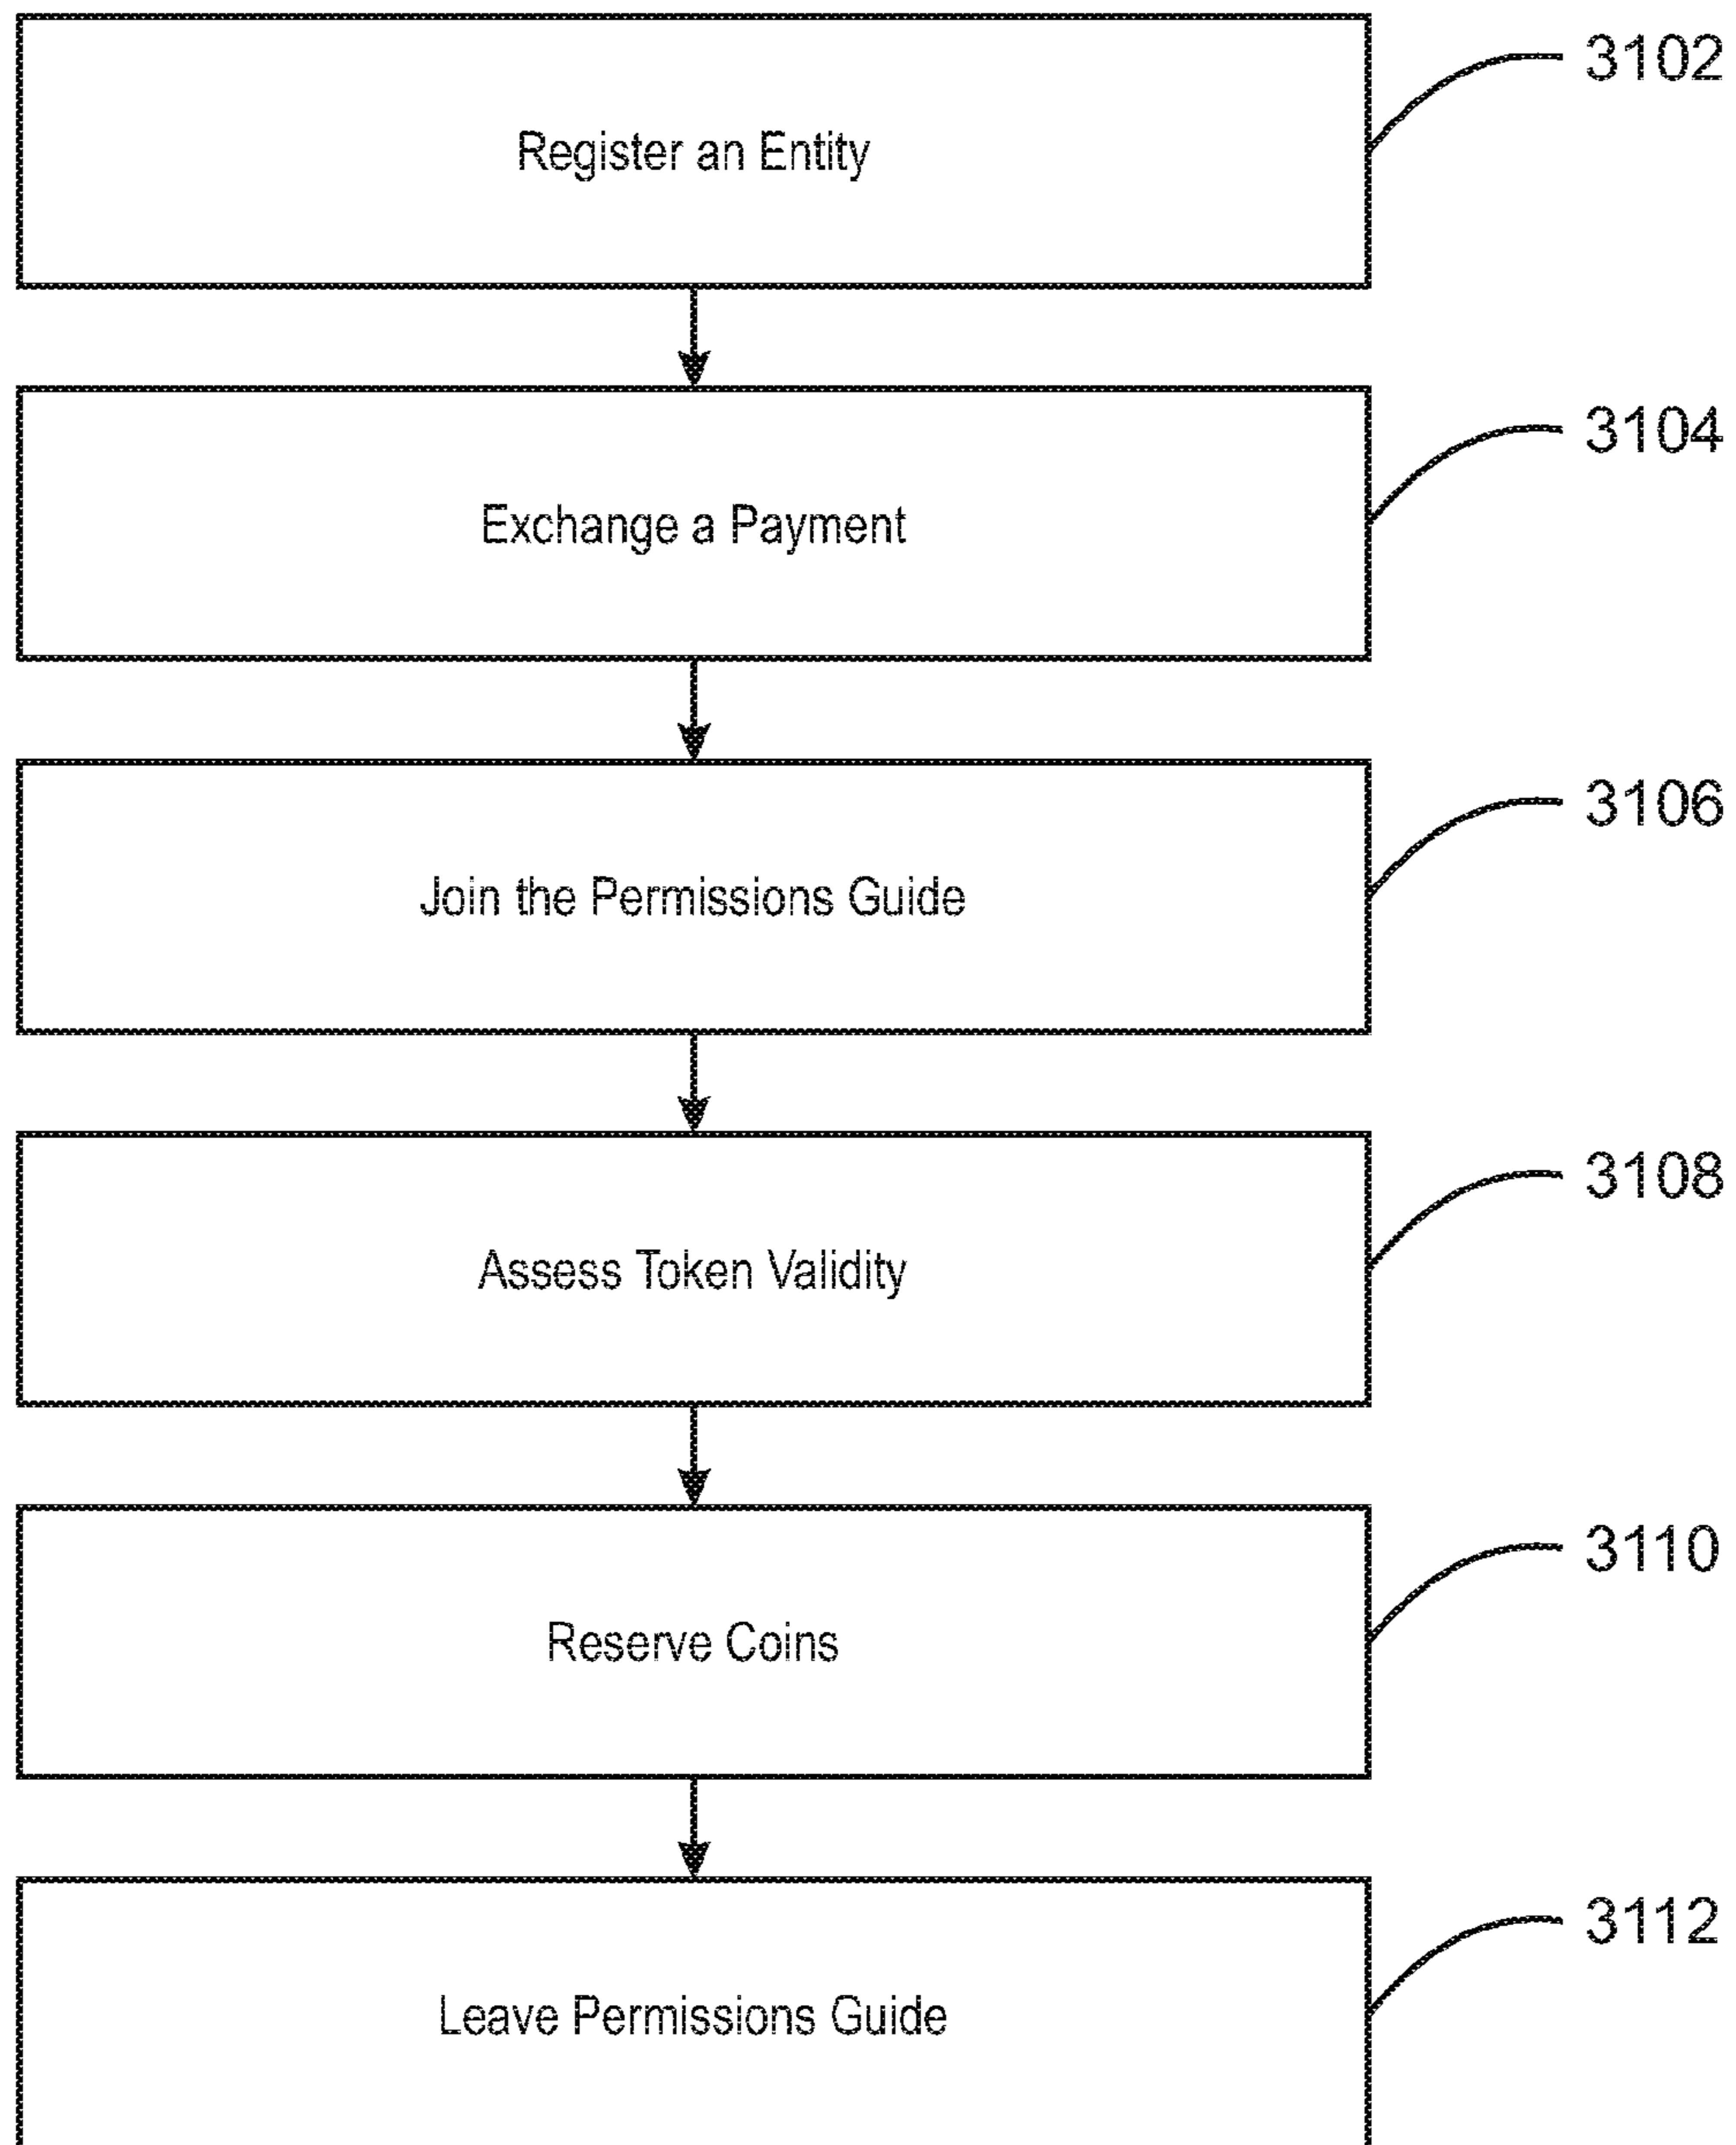 Register an Entity
3102
Exchange a Payment
3104
Join the Permissions Guide
3106
Assess Token Validity
3108
Reserve Coins
3110
Leave Permissions Guide
3112